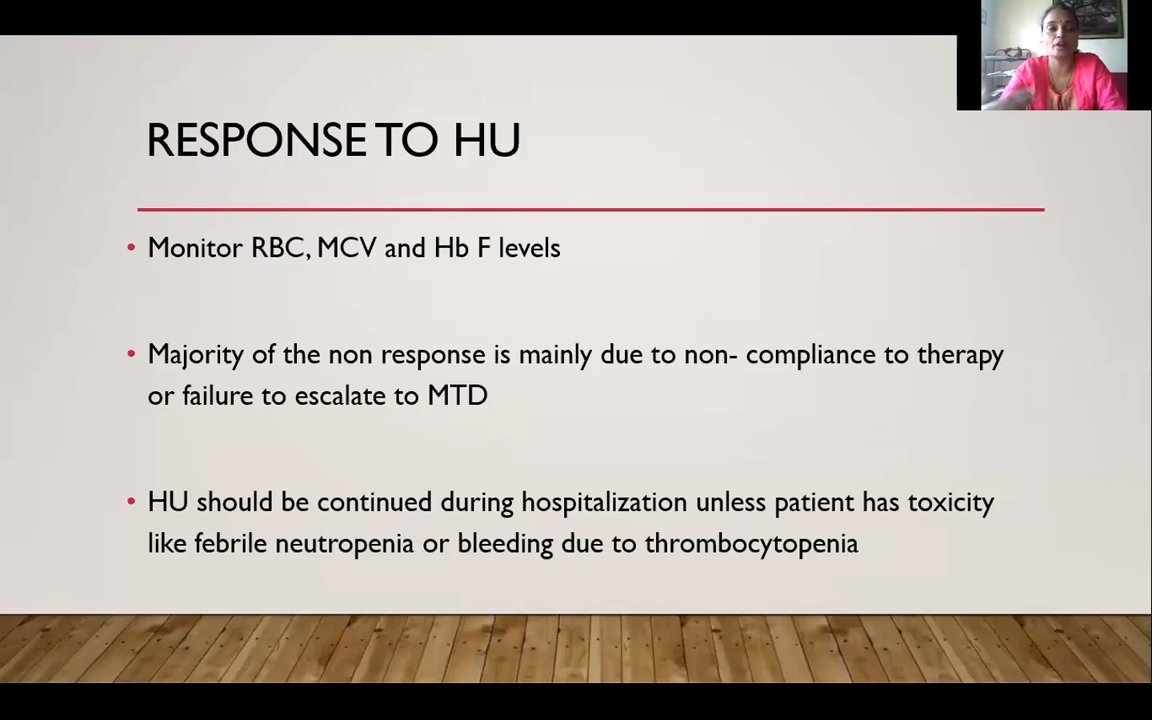 RESPONSE TO HU
• Monitor RBC, MCV and Hb F levels
• Majority of the non response is mainly due to non- compliance to therapy
or failure to escalate to MTD
• HU should be continued during hospitalization unless patient has toxicity
like febrile neutropenia or bleeding due to thrombocytopenia